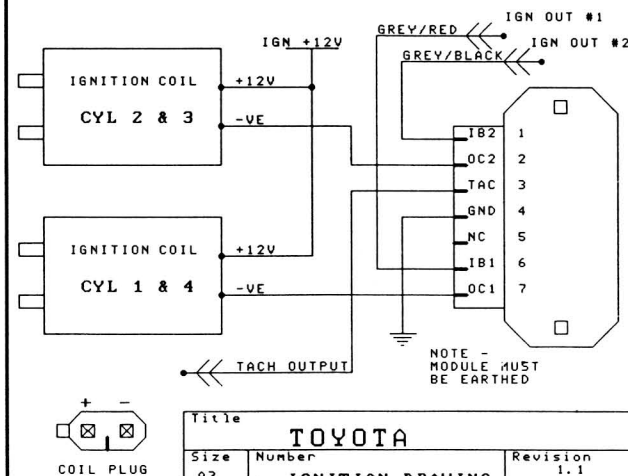 IGN OUT #1
GREY/RED
IGN +12V
IGN OUT #2
GREY/BLACK
IGNITION COIL
+12V
CYL 2 & 3
-VE
IB2 1
OC2 2
TAC 3
GND 4
NC 5
IB1 6
OC1 7
IGNITION COIL
+12V
CYL 1 & 4
-VE
TACH OUTPUT
NOTE -
MODULE MUST
BE EARTHED
+ -
COIL PLUG
Title
TOYOTA
Size Number Revision
A3 IGNITION DRAWING 1.1